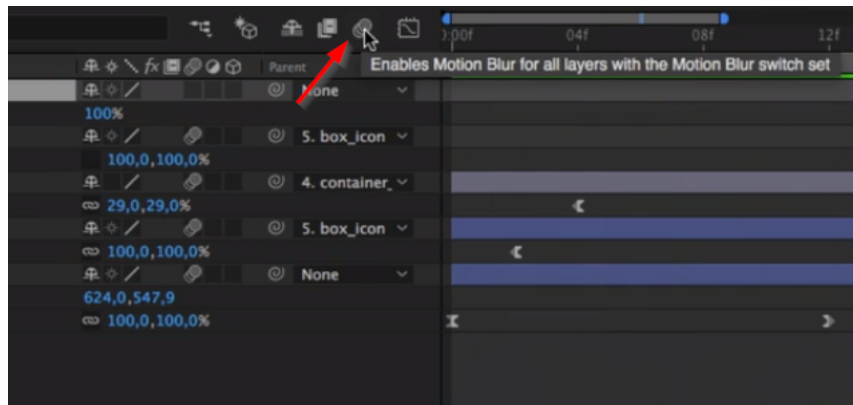 0:00f 04f 08f 12f
Parent
Enables Motion Blur for all layers with the Motion Blur switch set
None
100%
5. box_icon
100,0,100,0%
4. container_
29,0,29,0%
5. box_icon
100,0,100,0%
None
624,0,547,9
100,0,100,0%